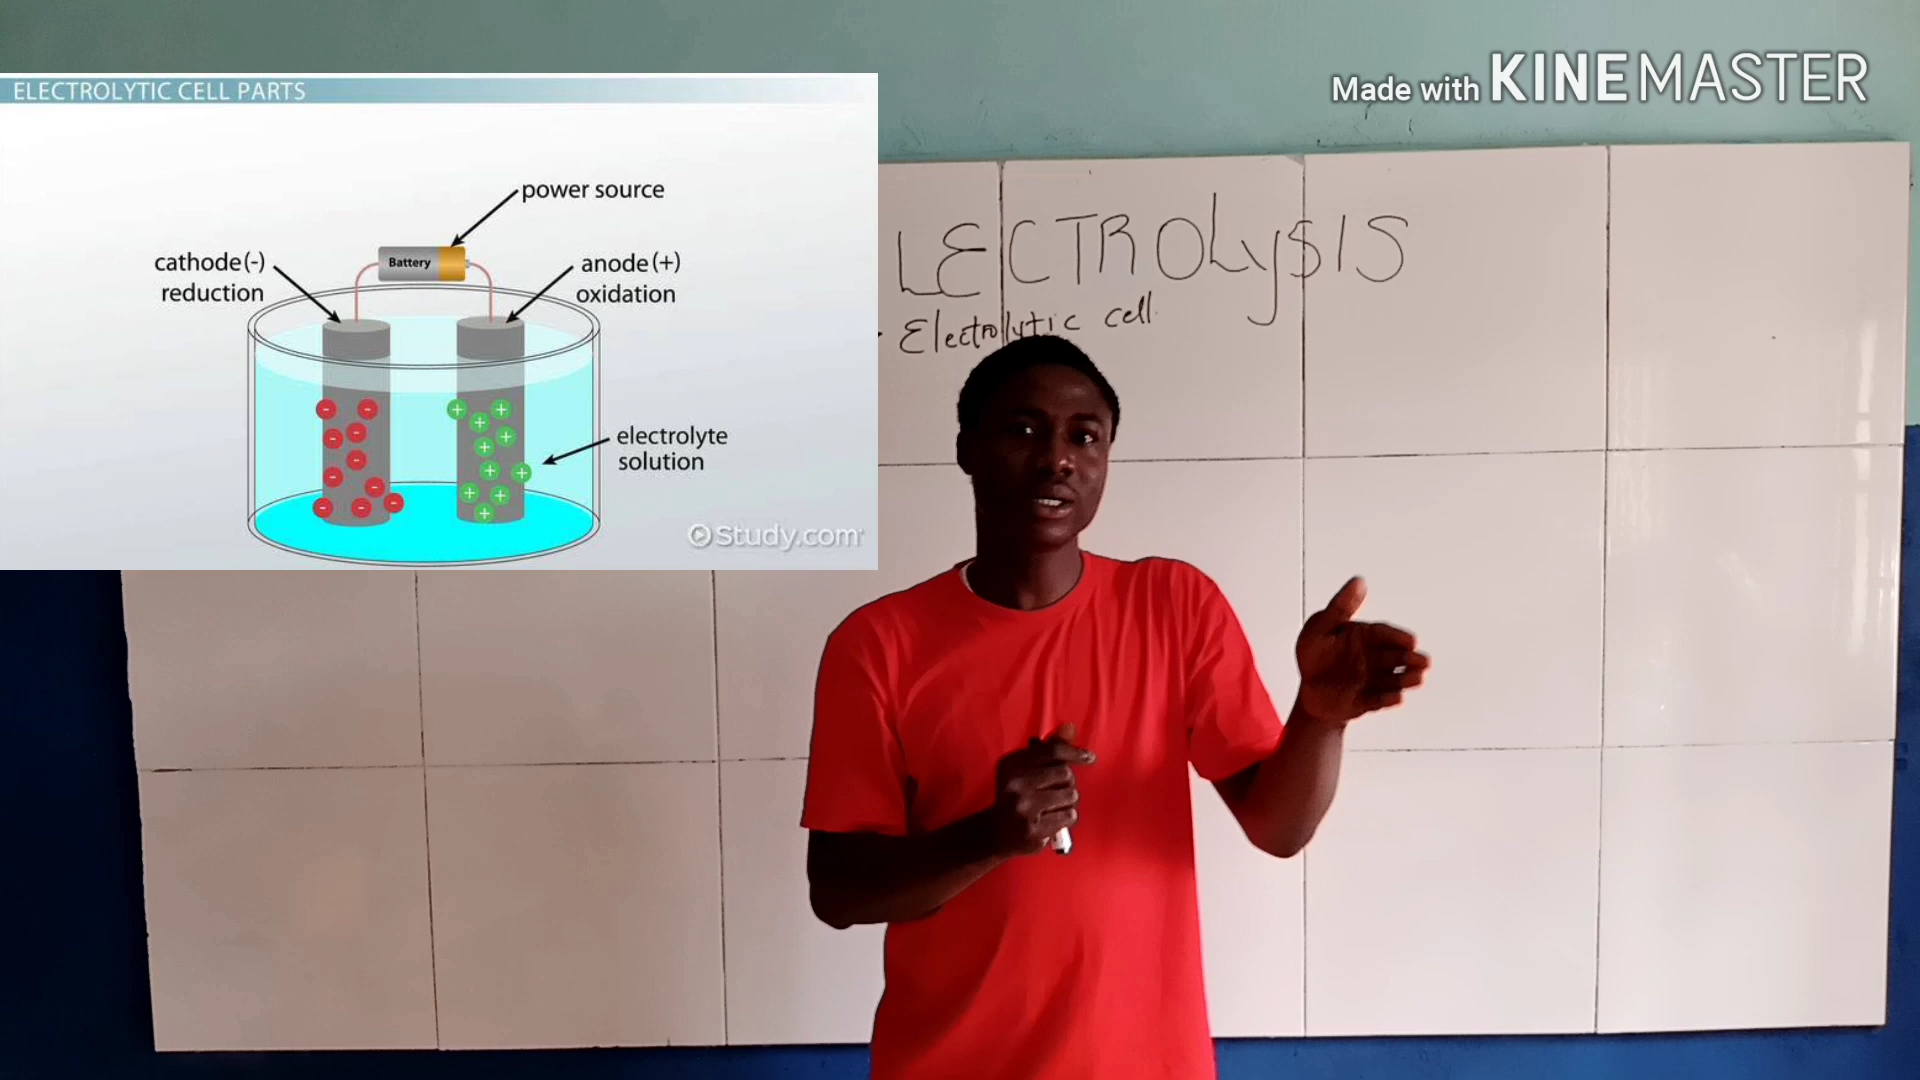 Made with KINEMASTER
ELECTROLYTIC CELL PARTS
power source
cathode (-)
reduction
Battery
anode (+)
oxidation
electrolyte
solution
Study.com
LECTROLYSIS
Electrolytic cell